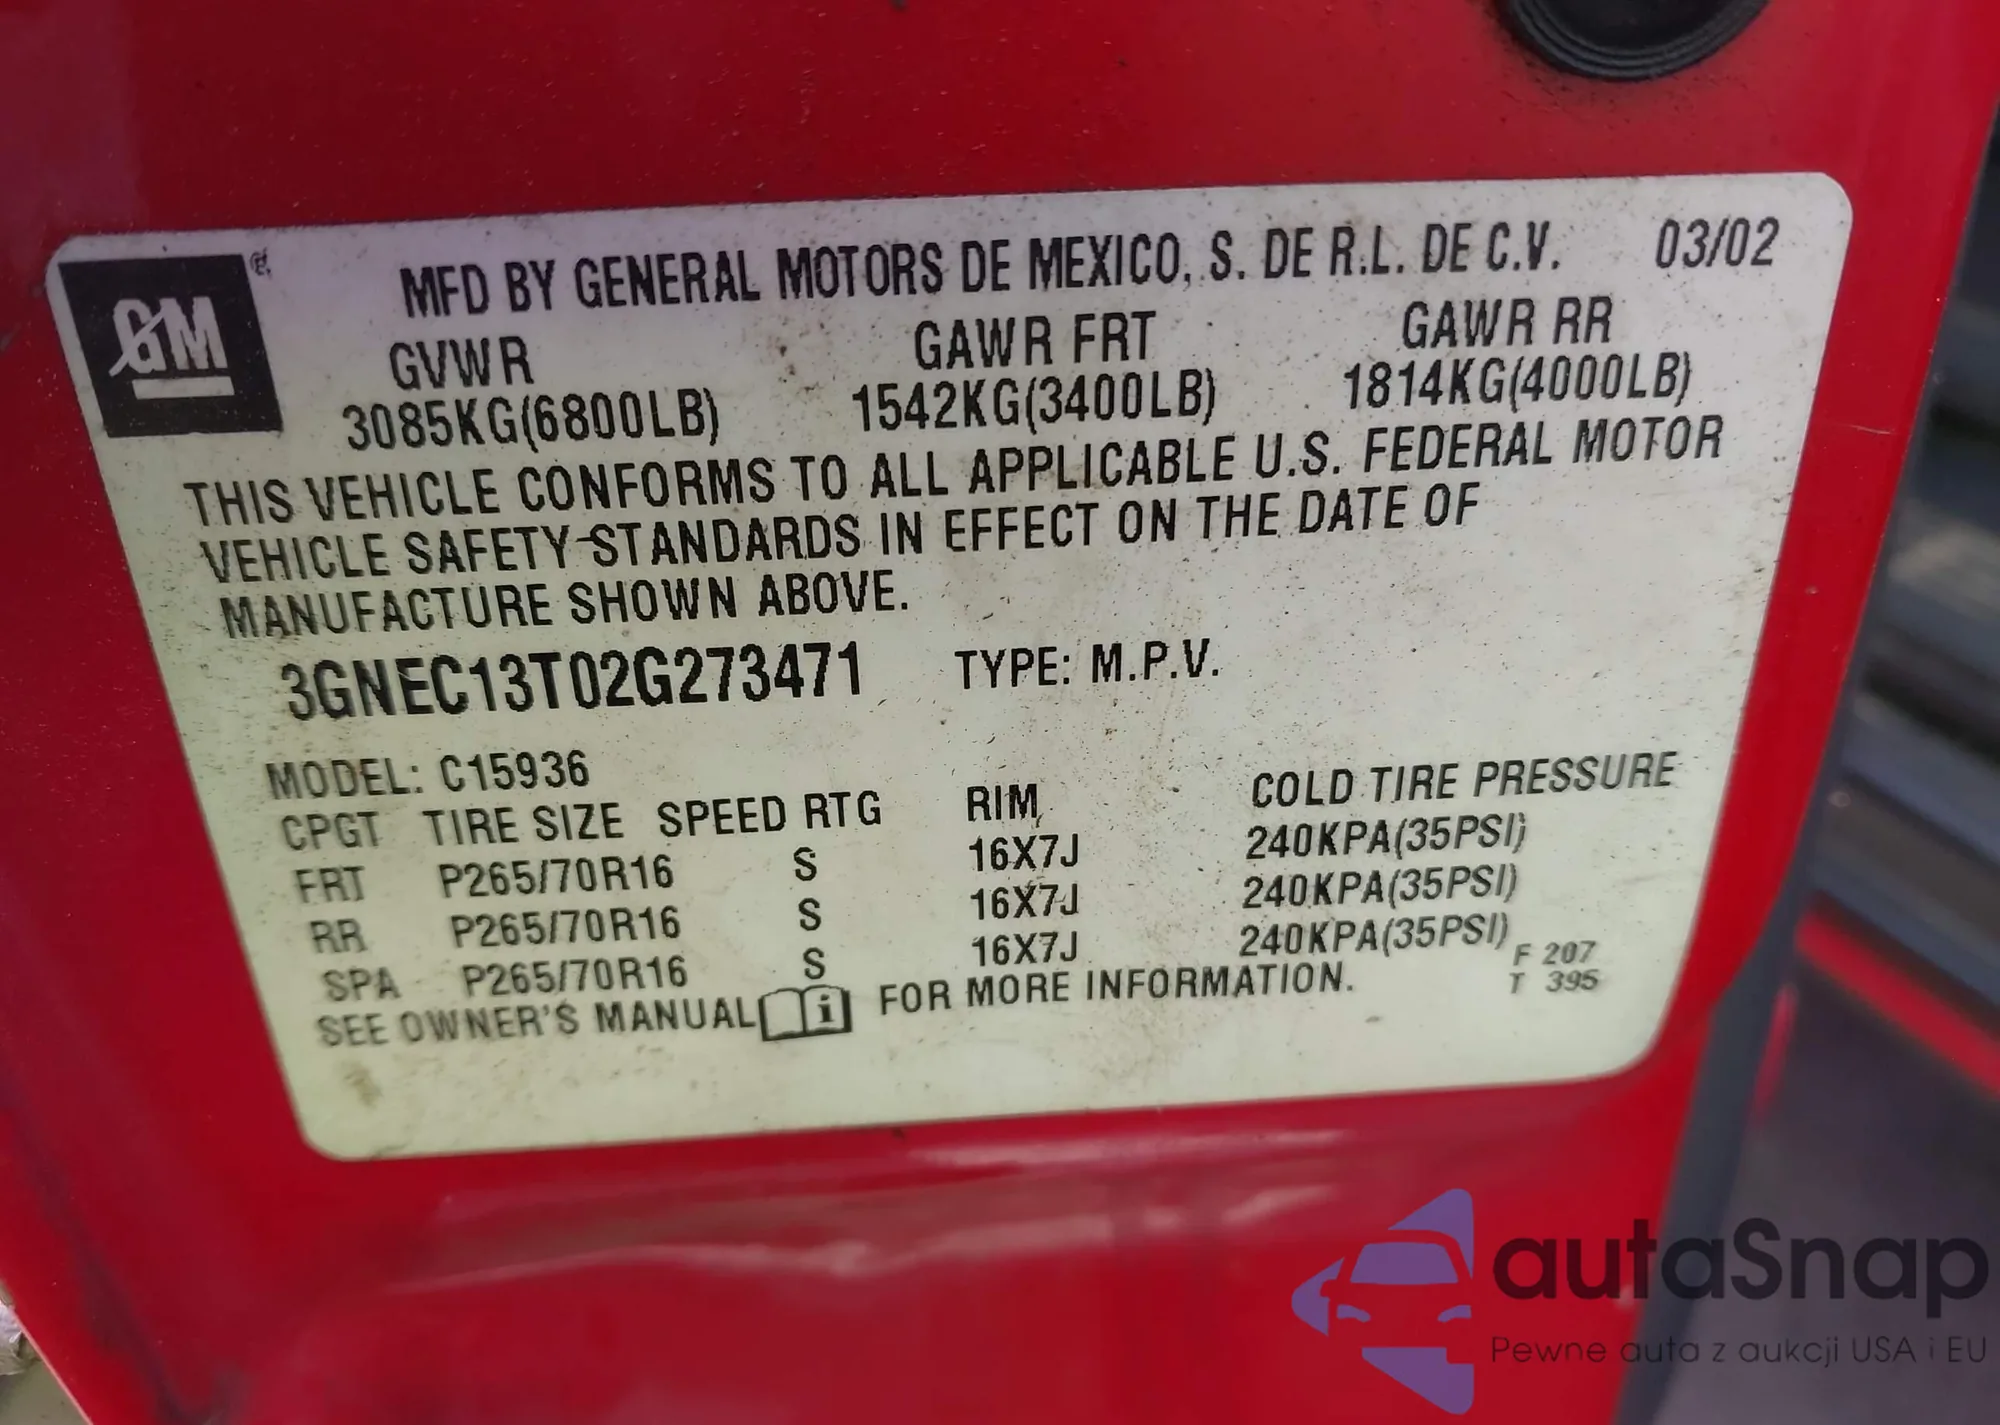 GM
MFD BY GENERAL MOTORS DE MEXICO, S. DE R.L. DE C.V. 03/02
GVWR GAWR FRT GAWR RR
3085KG(6800LB) 1542KG(3400LB) 1814KG(4000LB)
THIS VEHICLE CONFORMS TO ALL APPLICABLE U.S. FEDERAL MOTOR
VEHICLE SAFETY STANDARDS IN EFFECT ON THE DATE OF
MANUFACTURE SHOWN ABOVE.
3GNEC13T02G273471 TYPE: M.P.V.
MODEL: C15936
CPGT TIRE SIZE SPEED RTG RIM COLD TIRE PRESSURE
FRT P265/70R16 S 16X7J 240KPA(35PSI)
RR P265/70R16 S 16X7J 240KPA(35PSI)
SPA P265/70R16 S 16X7J 240KPA(35PSI)
SEE OWNER'S MANUAL i FOR MORE INFORMATION.
F 207
T 395
autaSnap
Pewne auta z aukcji USA i EU